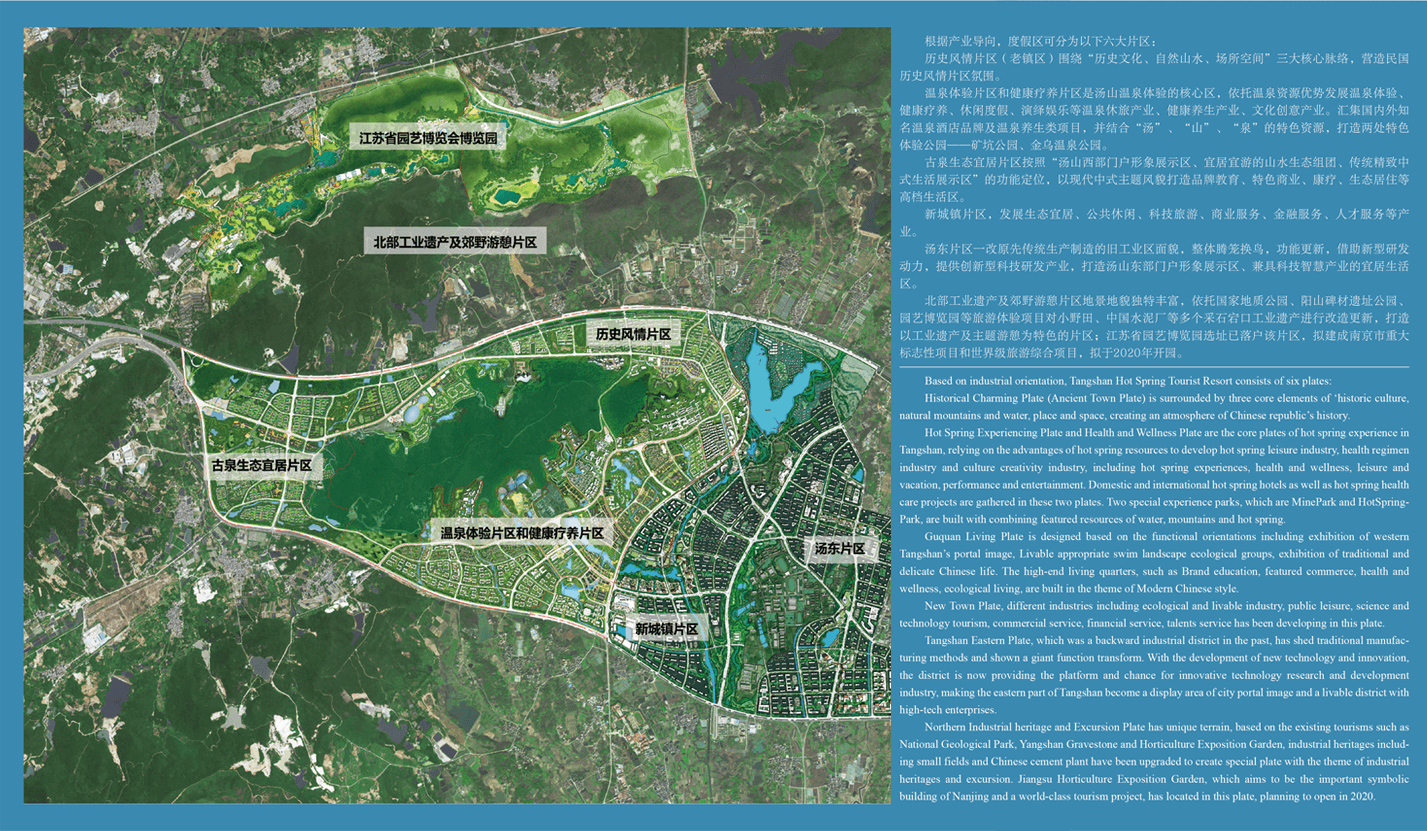 江苏省园艺博览会博览园
北部工业遗产及郊野游憩片区
历史风情片区
古泉生态宜居片区
温泉体验片区和健康疗养片区
汤东片区
新城镇片区
根据产业导向，度假区可分为以下六大片区：
历史风情片区（老镇区）围绕“历史文化、自然山水、场所空间”三大核心脉络，营造民国
历史风情片区氛围。
温泉体验片区和健康疗养片区是汤山温泉体验的核心区，依托温泉资源优势发展温泉体验、
健康疗养、休闲度假、演绎娱乐等温泉休旅产业、健康养生产业、文化创意产业。汇集国内外知
名温泉酒店品牌及温泉养生类项目，并结合“汤”、“山”、“泉”的特色资源，打造两处特色
体验公园——矿坑公园、金乌温泉公园。
古泉生态宜居片区按照“汤山西部门户形象展示区、宜居宜游的山水生态组团、传统精致中
式生活展示区”的功能定位，以现代中式主题风貌打造品牌教育、特色商业、康疗、生态居住等
高档生活区。
新城镇片区，发展生态宜居、公共休闲、科技旅游、商业服务、金融服务、人才服务等产
业。
汤东片区一改原先传统生产制造的旧工业区面貌，整体腾笼换鸟，功能更新，借助新型研发
动力，提供创新型科技研发产业，打造汤山东部门户形象展示区、兼具科技智慧产业的宜居生活
区。
北部工业遗产及郊野游憩片区地景地貌独特丰富，依托国家地质公园、阳山碑材遗址公园、
园艺博览园等旅游体验项目对小野田、中国水泥厂等多个采石宕口工业遗产进行改造更新，打造
以工业遗产及主题游憩为特色的片区；江苏省园艺博览园选址已落户该片区，拟建成南京市重大
标志性项目和世界级旅游综合项目，拟于2020年开园。
Based on industrial orientation, Tangshan Hot Spring Tourist Resort consists of six plates:
Historical Charming Plate (Ancient Town Plate) is surrounded by three core elements of ‘historic culture,
natural mountains and water, place and space, creating an atmosphere of Chinese republic’s history.
Hot Spring Experiencing Plate and Health and Wellness Plate are the core plates of hot spring experience in
Tangshan, relying on the advantages of hot spring resources to develop hot spring leisure industry, health regimen
industry and culture creativity industry, including hot spring experiences, health and wellness, leisure and
vacation, performance and entertainment. Domestic and international hot spring hotels as well as hot spring health
care projects are gathered in these two plates. Two special experience parks, which are MinePark and HotSpring-
Park, are built with combining featured resources of water, mountains and hot spring.
Guquan Living Plate is designed based on the functional orientations including exhibition of western
Tangshan’s portal image, Livable appropriate swim landscape ecological groups, exhibition of traditional and
delicate Chinese life. The high-end living quarters, such as Brand education, featured commerce, health and
wellness, ecological living, are built in the theme of Modern Chinese style.
New Town Plate, different industries including ecological and livable industry, public leisure, science and
technology tourism, commercial service, financial service, talents service has been developing in this plate.
Tangshan Eastern Plate, which was a backward industrial district in the past, has shed traditional manufac-
turing methods and shown a giant function transform. With the development of new technology and innovation,
the district is now providing the platform and chance for innovative technology research and development
industry, making the eastern part of Tangshan become a display area of city portal image and a livable district with
high-tech enterprises.
Northern Industrial heritage and Excursion Plate has unique terrain, based on the existing tourisms such as
National Geological Park, Yangshan Gravestone and Horticulture Exposition Garden, industrial heritages includ-
ing small fields and Chinese cement plant have been upgraded to create special plate with the theme of industrial
heritages and excursion. Jiangsu Horticulture Exposition Garden, which aims to be the important symbolic
building of Nanjing and a world-class tourism project, has located in this plate, planning to open in 2020.